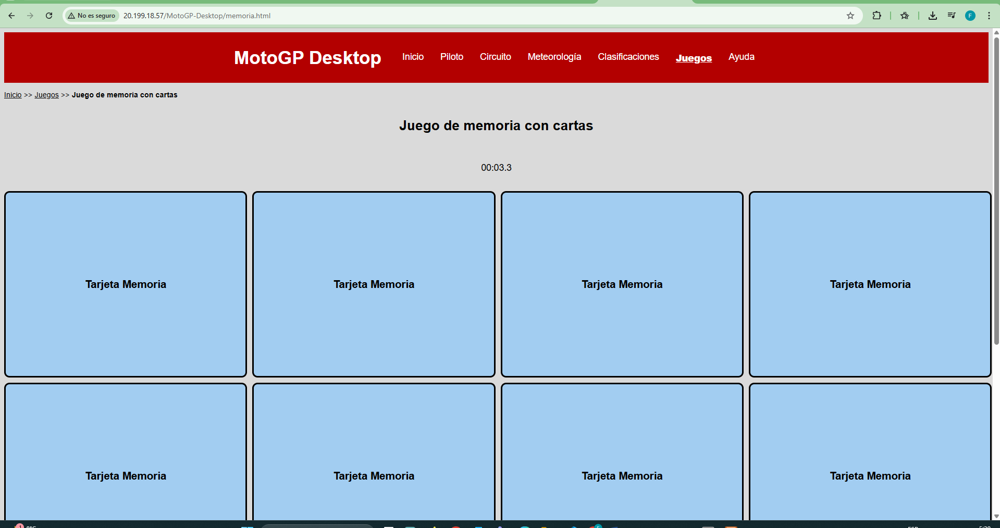 No es seguro 20.199.18.57/MotoGP-Desktop/memoria.html F
MotoGP Desktop Inicio Piloto Circuito Meteorología Clasificaciones Juegos Ayuda
Inicio >> Juegos >> Juego de memoria con cartas
Juego de memoria con cartas
00:03.3
Tarjeta Memoria Tarjeta Memoria Tarjeta Memoria Tarjeta Memoria
Tarjeta Memoria Tarjeta Memoria Tarjeta Memoria Tarjeta Memoria